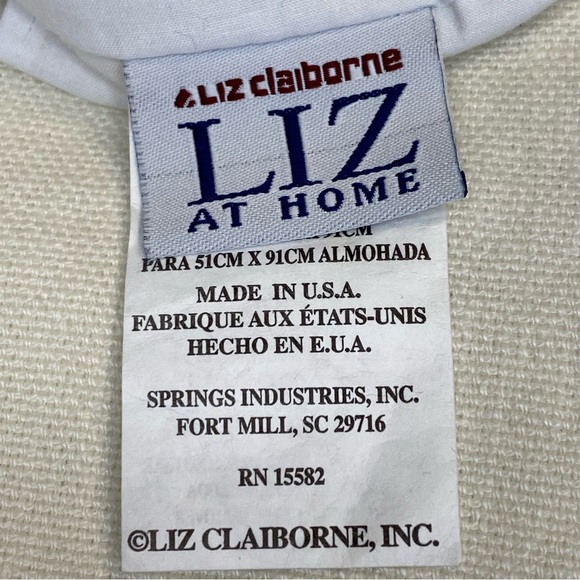 LIZ claiborne
LIZ
AT HOME
PARA 51CM X 91CM ALMOHADA
MADE IN U.S.A.
FABRIQUE AUX ÉTATS-UNIS
HECHO EN E.U.A.
SPRINGS INDUSTRIES, INC.
FORT MILL, SC 29716
RN 15582
©LIZ CLAIBORNE, INC.